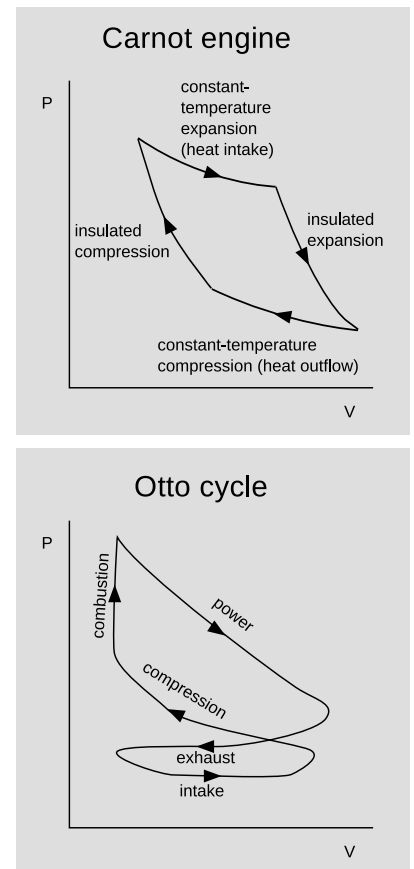 Carnot engine
P
constant-
temperature
expansion
(heat intake)
insulated
compression
insulated
expansion
constant-temperature
compression (heat outflow)
V
Otto cycle
P
combustion
power
compression
exhaust
intake
V